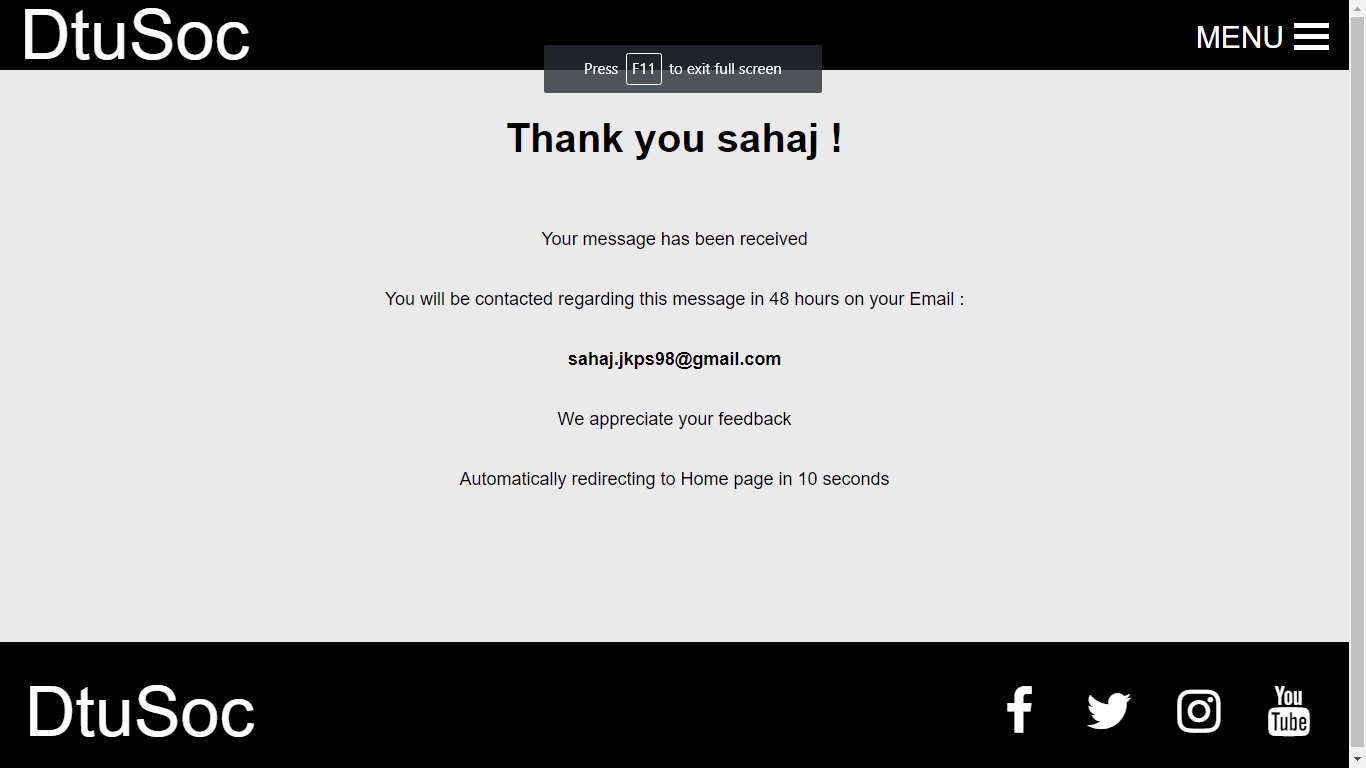 DtuSoc
MENU
Press F11 to exit full screen
Thank you sahaj !
Your message has been received
You will be contacted regarding this message in 48 hours on your Email :
sahaj.jkps98@gmail.com
We appreciate your feedback
Automatically redirecting to Home page in 10 seconds
DtuSoc
You
Tube